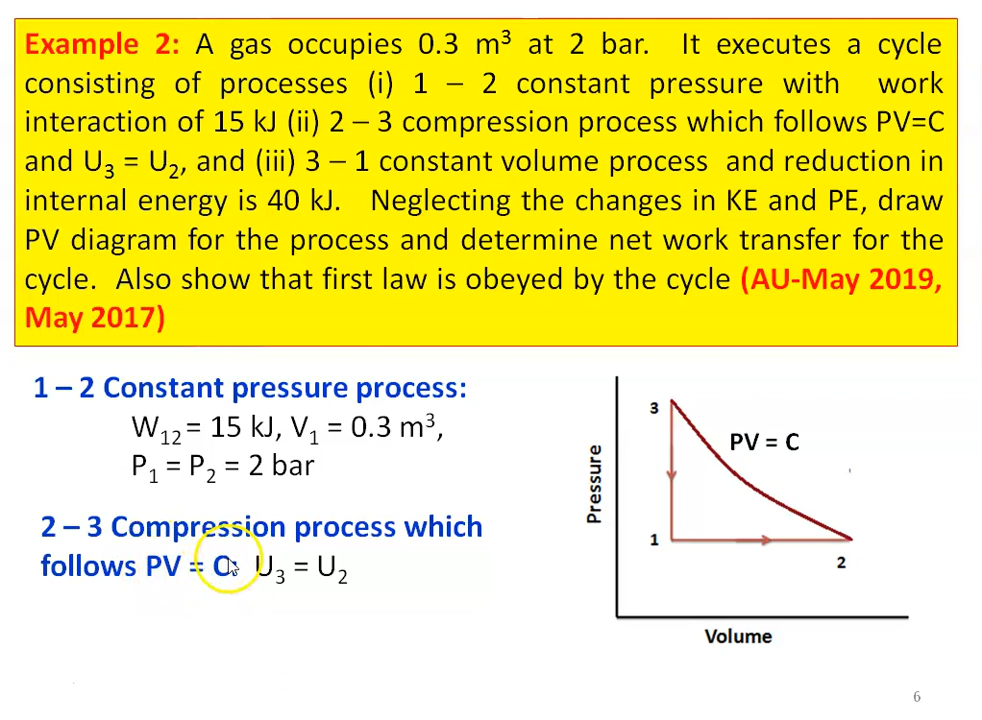 Example 2: A gas occupies 0.3 m³ at 2 bar. It executes a cycle
consisting of processes (i) 1 – 2 constant pressure with work
interaction of 15 kJ (ii) 2 – 3 compression process which follows PV=C
and U₃ = U₂, and (iii) 3 – 1 constant volume process and reduction in
internal energy is 40 kJ. Neglecting the changes in KE and PE, draw
PV diagram for the process and determine net work transfer for the
cycle. Also show that first law is obeyed by the cycle (AU-May 2019,
May 2017)
1 – 2 Constant pressure process:
W₁₂ = 15 kJ, V₁ = 0.3 m³,
P₁ = P₂ = 2 bar
2 – 3 Compression process which
follows PV = C: U₃ = U₂
3
PV = C
Pressure
1
2
Volume
6